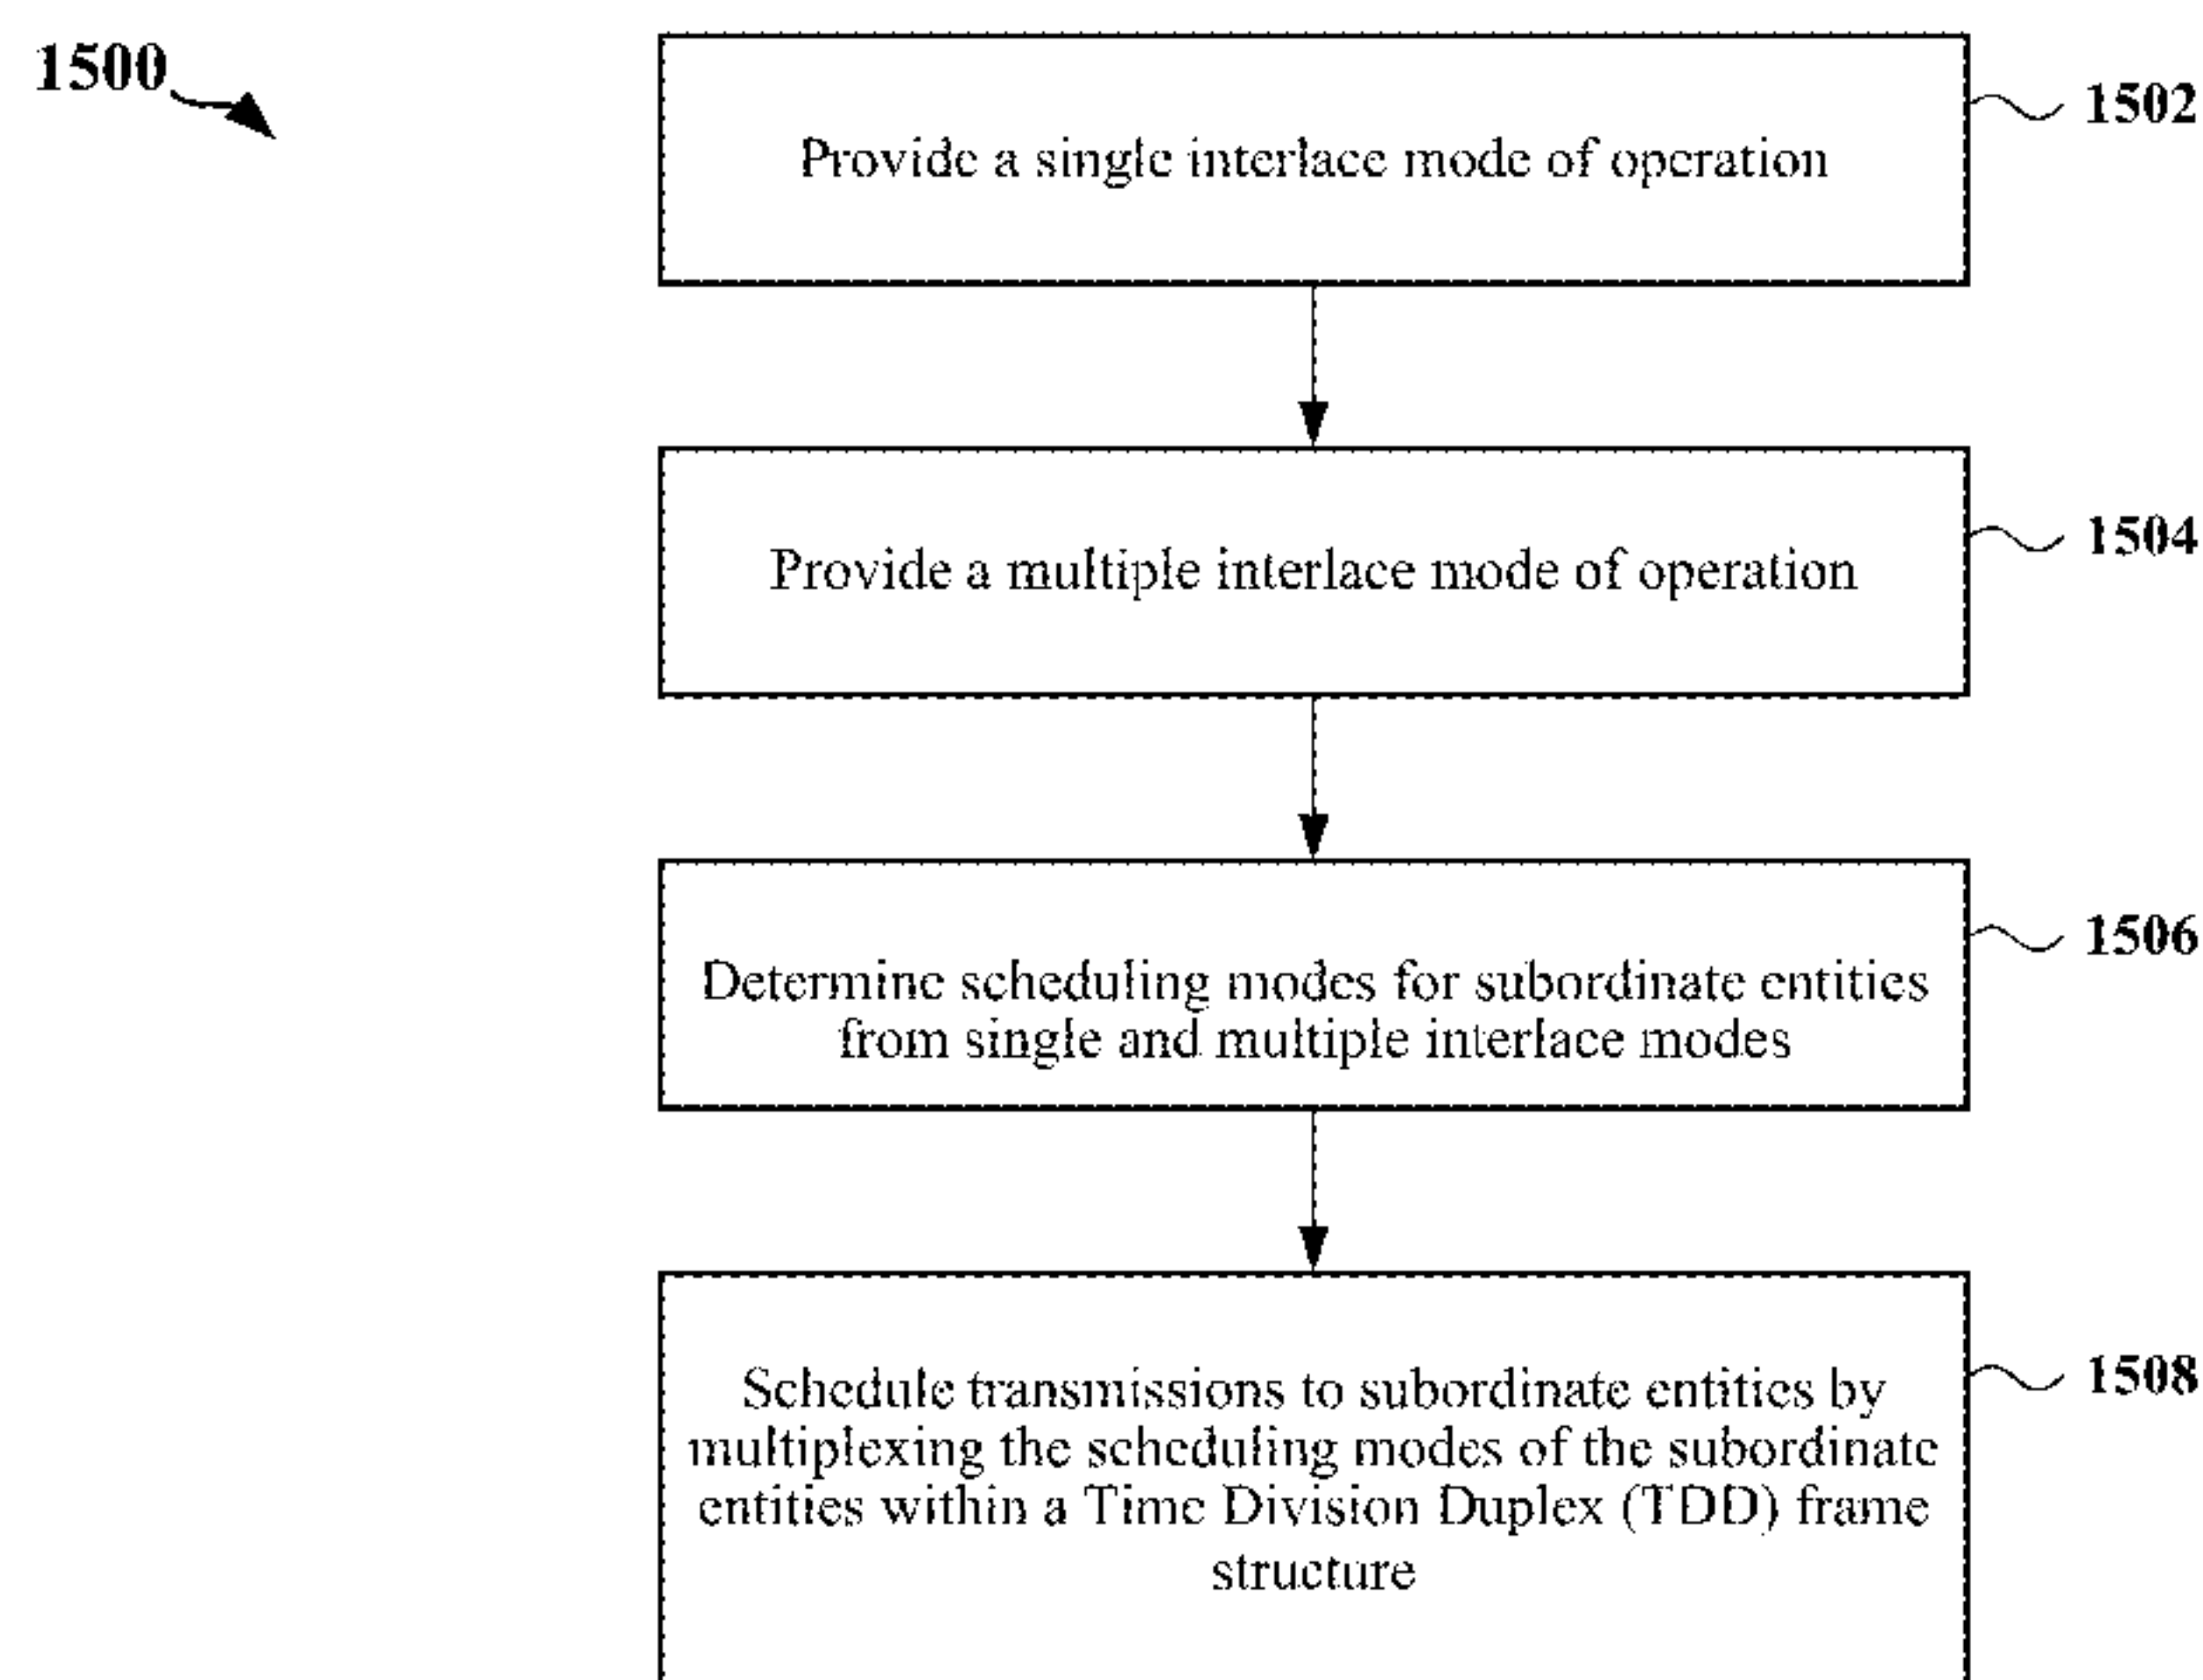 1500
Provide a single interlace mode of operation
1502
Provide a multiple interlace mode of operation
1504
Determine scheduling modes for subordinate entities
from single and multiple interlace modes
1506
Schedule transmissions to subordinate entities by
multiplexing the scheduling modes of the subordinate
entities within a Time Division Duplex (TDD) frame
structure
1508